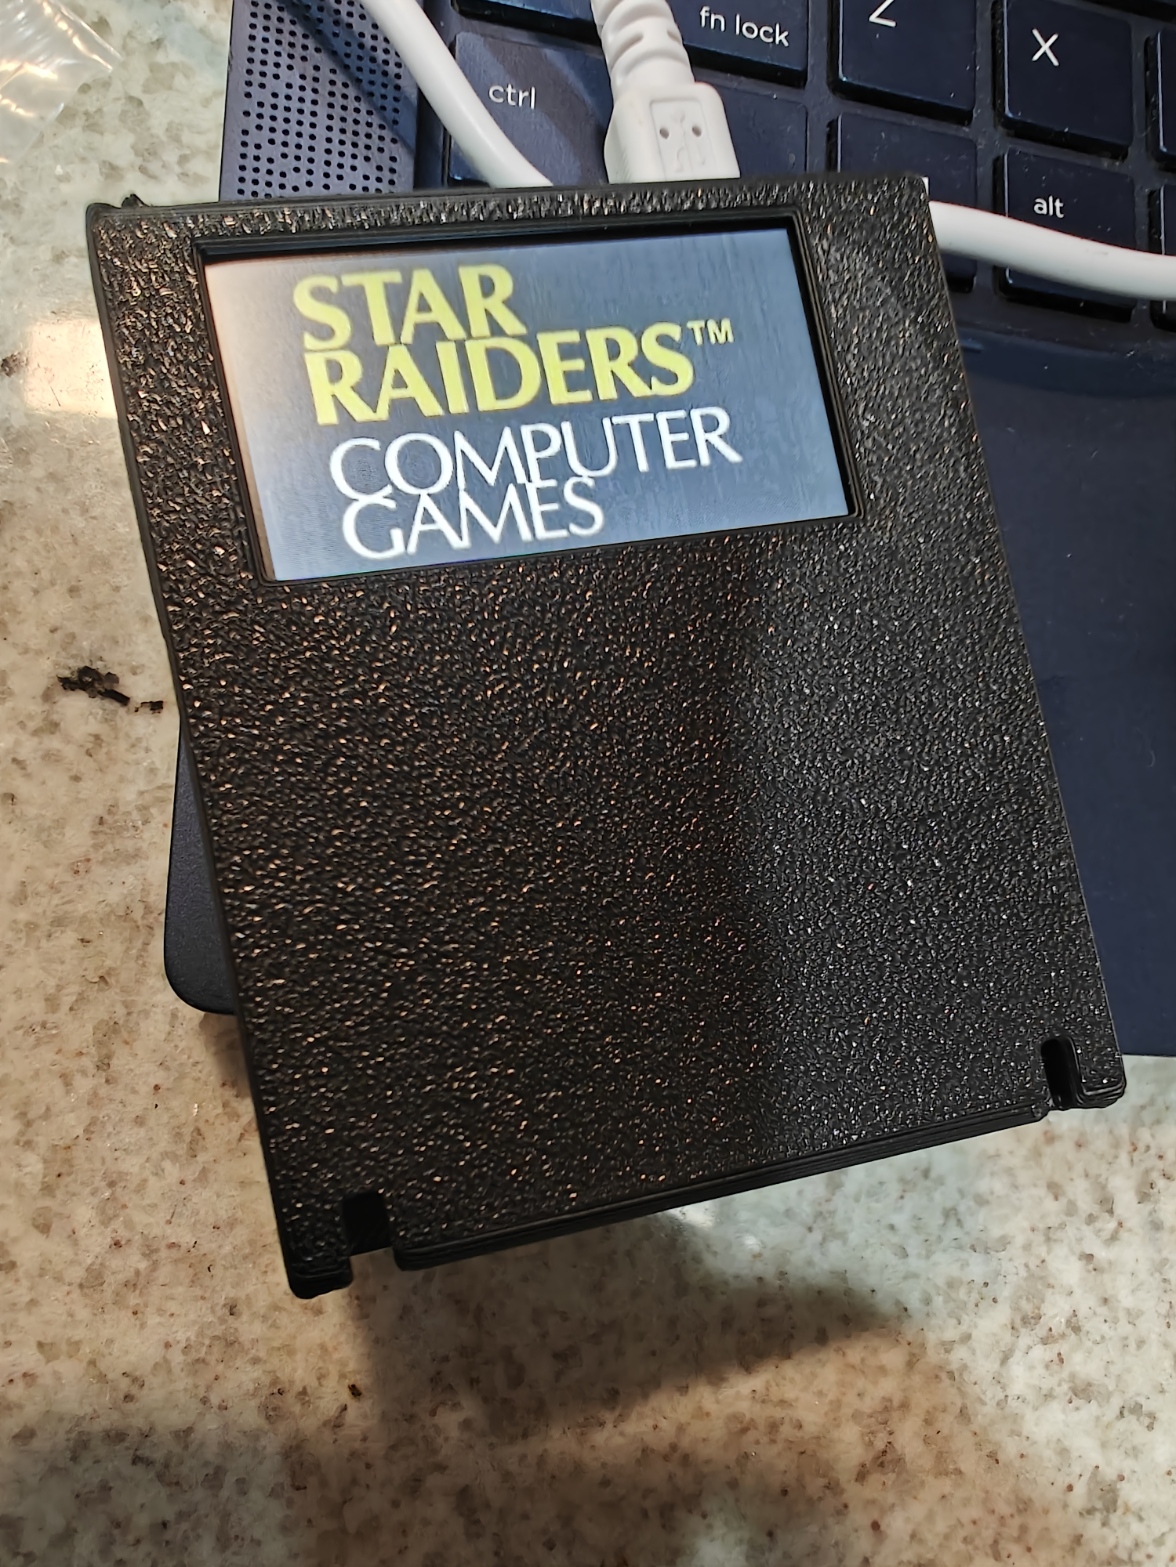 fn lock
Z
X
ctrl
alt
STAR
RAIDERS™
COMPUTER
GAMES